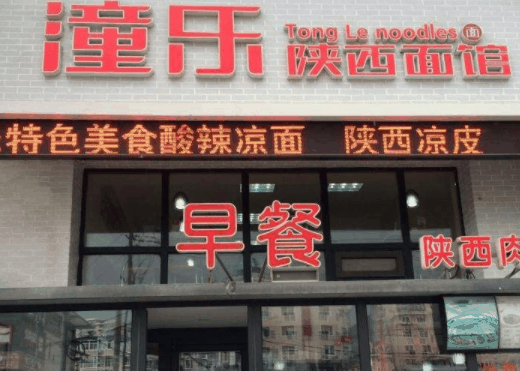 潼乐
Tong Le noodles 面
陕西面馆
特色美食酸辣凉面 陕西凉皮
早餐
陕西肉